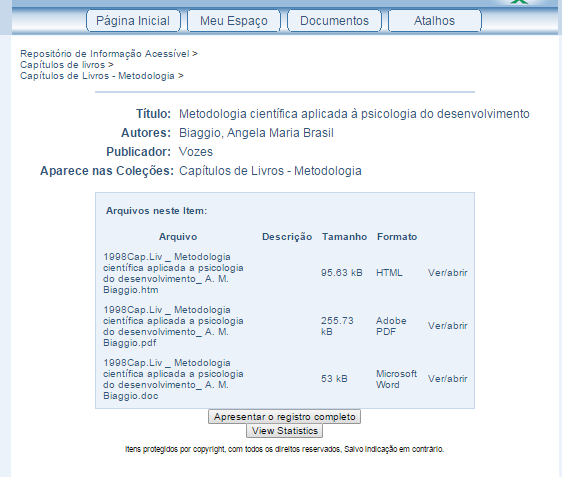 Página Inicial Meu Espaço Documentos Atalhos
Repositório de Informação Acessível >
Capítulos de livros >
Capítulos de Livros - Metodologia >
Título: Metodologia científica aplicada à psicologia do desenvolvimento
Autores: Biaggio, Angela Maria Brasil
Publicador: Vozes
Aparece nas Coleções: Capítulos de Livros - Metodologia
Arquivos neste Item:
Arquivo Descrição Tamanho Formato
1998Cap.Liv _ Metodologia
científica aplicada a psicologia
do desenvolvimento_ A. M.
Biaggio.htm
95.63 kB HTML Ver/abrir
1998Cap.Liv _ Metodologia
científica aplicada a psicologia
do desenvolvimento_ A. M.
Biaggio.pdf
255.73
kB
Adobe
PDF
Ver/abrir
1998Cap.Liv _ Metodologia
científica aplicada a psicologia
do desenvolvimento_ A. M.
Biaggio.doc
53 kB
Microsoft
Word
Ver/abrir
Apresentar o registro completo
View Statistics
Itens protegidos por copyright, com todos os direitos reservados, Salvo indicação em contrário.